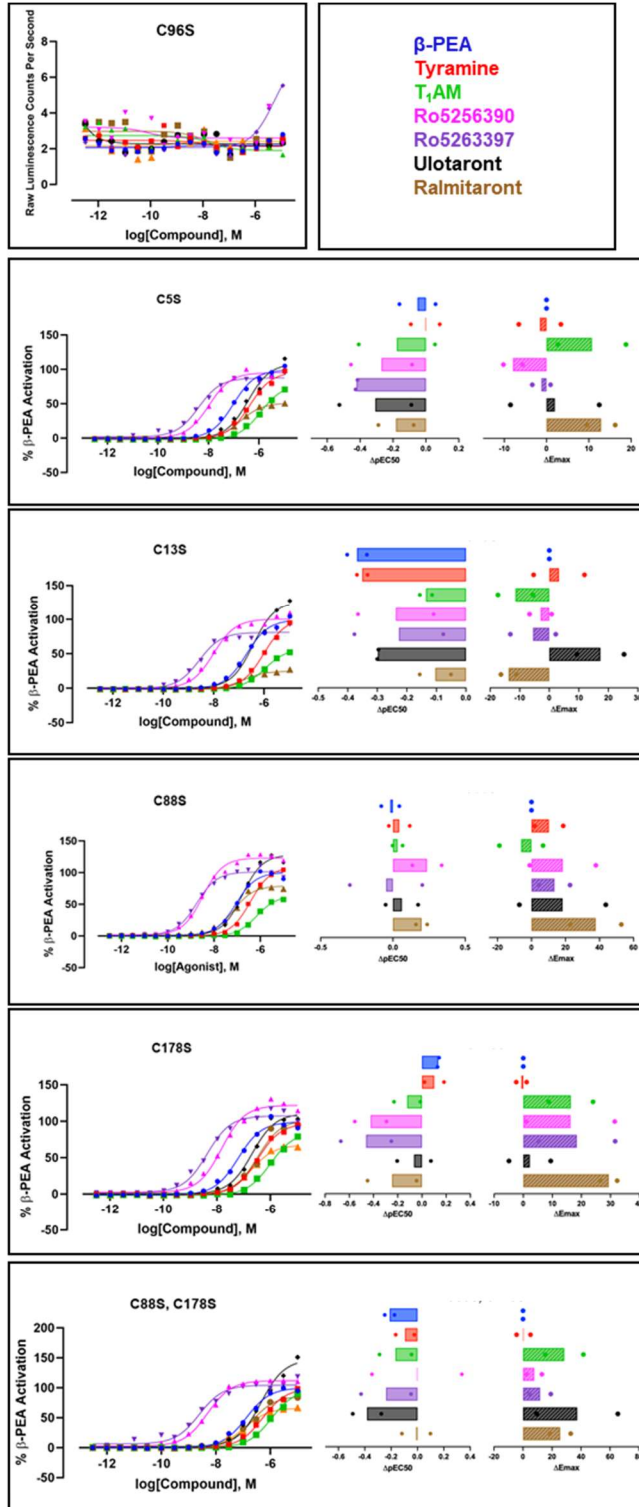 C96S
Raw Luminescence Counts Per Second
8
6
4
2
0
-12 -10 -8 -6
log[Compound], M
β-PEA
Tyramine
T₁AM
Ro5256390
Ro5263397
Ulotaront
Ralmitaront
C5S
% β-PEA Activation
150
100
50
0
50
-12 -10 -8 -6
log[Compound], M
-0.6 -0.4 -0.2 0.0 0.2
ΔpEC50
-10 0 10 20
ΔEmax
C13S
% β-PEA Activation
150
100
50
0
-50
-12 -10 -8 -6
log[Compound], M
-0.5 -0.4 -0.3 -0.2 -0.1 0.0
ΔpEC50
-20 -10 0 10 20 30
ΔEmax
C88S
% β-PEA Activation
150
100
50
0
-50
-12 -10 -8 -6
log[Agonist], M
-0.5 0.0 0.5
ΔpEC50
-20 0 20 40 60
ΔEmax
C178S
% β-PEA Activation
150
100
50
0
-50
-12 -10 -8 -6
log[Compound], M
-0.8 -0.6 -0.4 -0.2 0.0 0.2 0.4
ΔpEC50
-10 0 10 20 30 40
ΔEmax
C88S, C178S
% β-PEA Activation
200
150
100
50
0
-50
-12 -10 -8 -6
log[Compound], M
-0.6 -0.4 -0.2 0.0 0.2 0.4
ΔpEC50
-20 0 20 40 60 80
ΔEmax